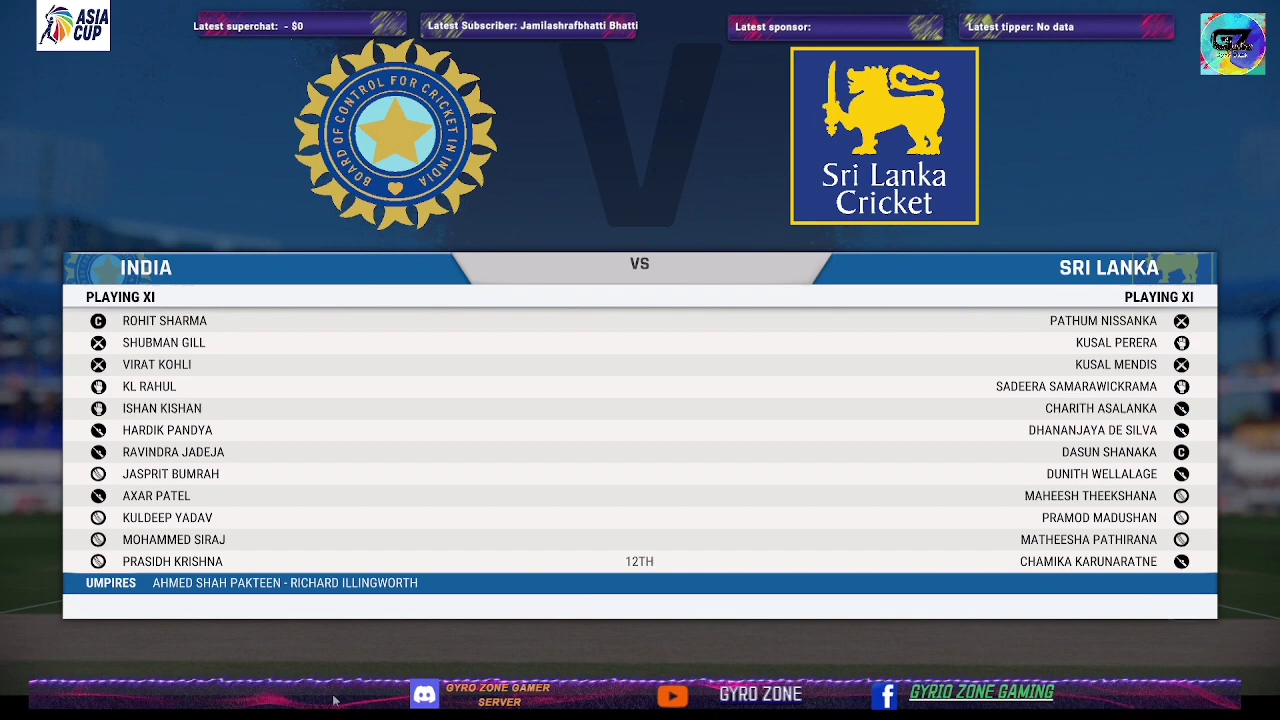 ASIA
CUP
Latest superchat: - $0
Latest Subscriber: Jamilashrafbhatti Bhatti
Latest sponsor:
Latest tipper: No data
BOARD OF CONTROL FOR CRICKET IN INDIA
V
Sri Lanka
Cricket
INDIA
VS
SRI LANKA
PLAYING XI
PLAYING XI
C ROHIT SHARMA
PATHUM NISSANKA
SHUBMAN GILL
KUSAL PERERA
VIRAT KOHLI
KUSAL MENDIS
KL RAHUL
SADEERA SAMARAWICKRAMA
ISHAN KISHAN
CHARITH ASALANKA
HARDIK PANDYA
DHANANJAYA DE SILVA
RAVINDRA JADEJA
DASUN SHANAKA C
JASPRIT BUMRAH
DUNITH WELLALAGE
AXAR PATEL
MAHEESH THEEKSHANA
KULDEEP YADAV
PRAMOD MADUSHAN
MOHAMMED SIRAJ
MATHEESHA PATHIRANA
PRASIDH KRISHNA
12TH
CHAMIKA KARUNARATNE
UMPIRES AHMED SHAH PAKTEEN - RICHARD ILLINGWORTH
GYRO ZONE GAMER
SERVER
GYRO ZONE
GYRIO ZONE GAMING